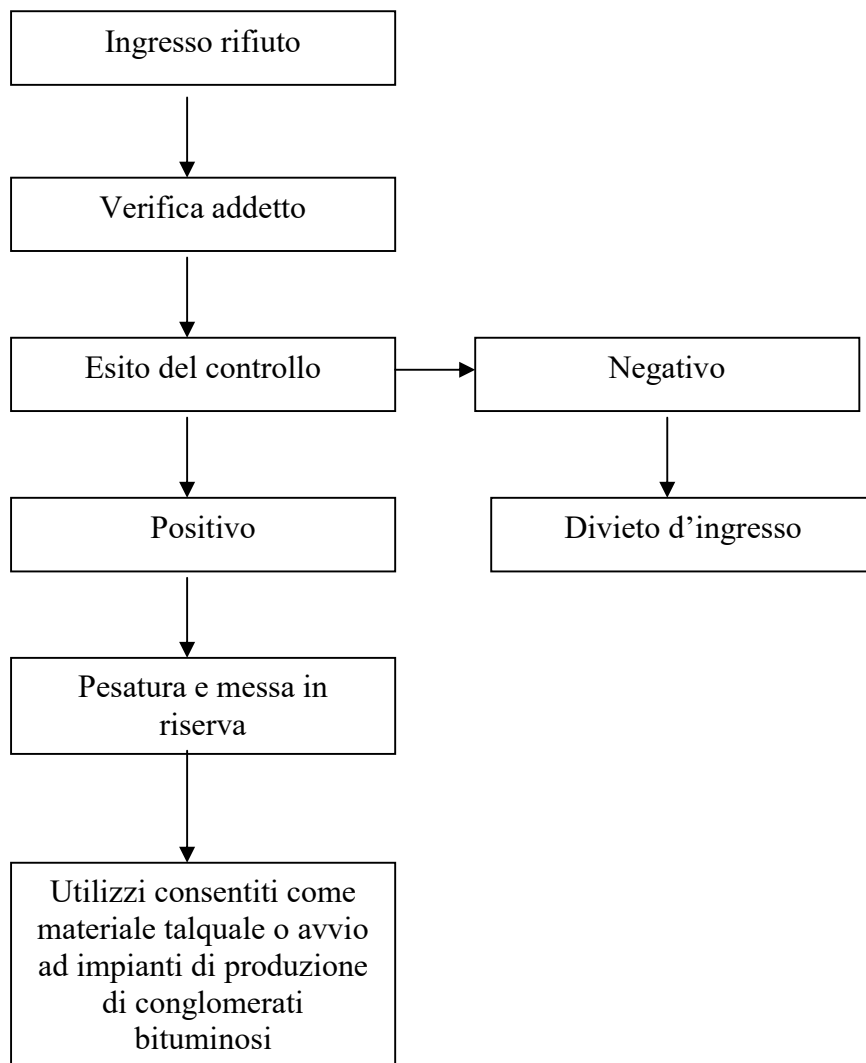 Ingresso rifiuto
Verifica addetto
Esito del controllo
Negativo
Positivo
Divieto d’ingresso
Pesatura e messa in
riserva
Utilizzi consentiti come
materiale talquale o avvio
ad impianti di produzione
di conglomerati
bituminosi